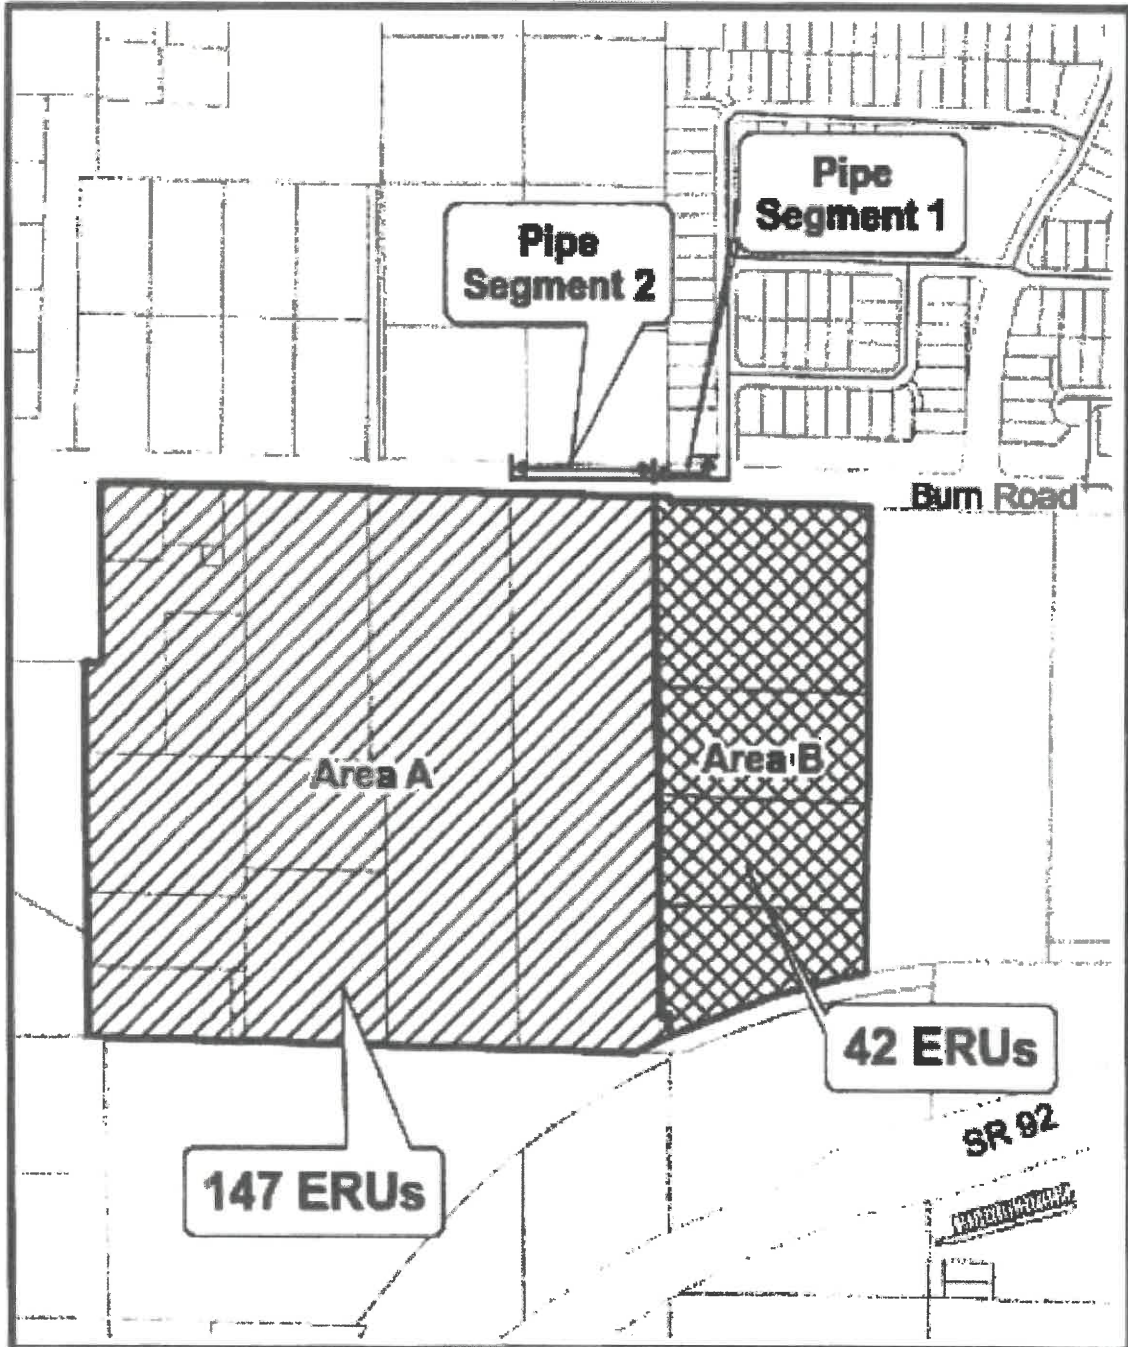 Pipe
Segment 1
Pipe
Segment 2
Burn Road
Area A
Area B
42 ERUs
SR 92
147 ERUs